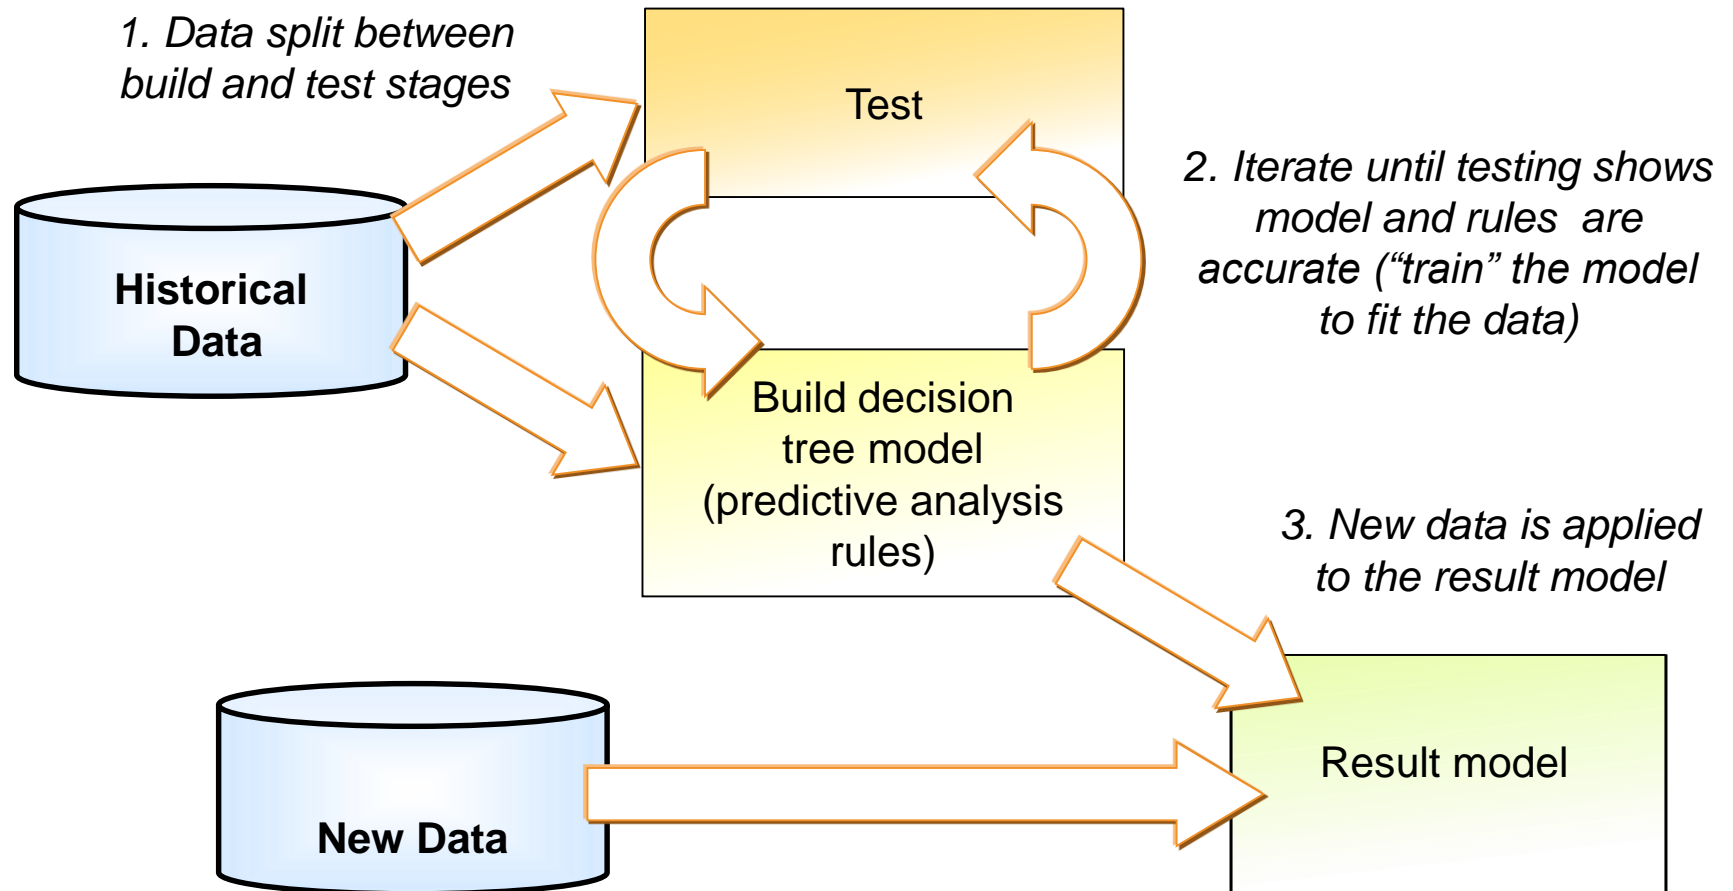 1. Data split between
build and test stages
Test
2. Iterate until testing shows
model and rules  are
accurate (“train” the model
to fit the data)
Historical
Data
Build decision
tree model
(predictive analysis
rules)
3. New data is applied
to the result model
Result model
New Data